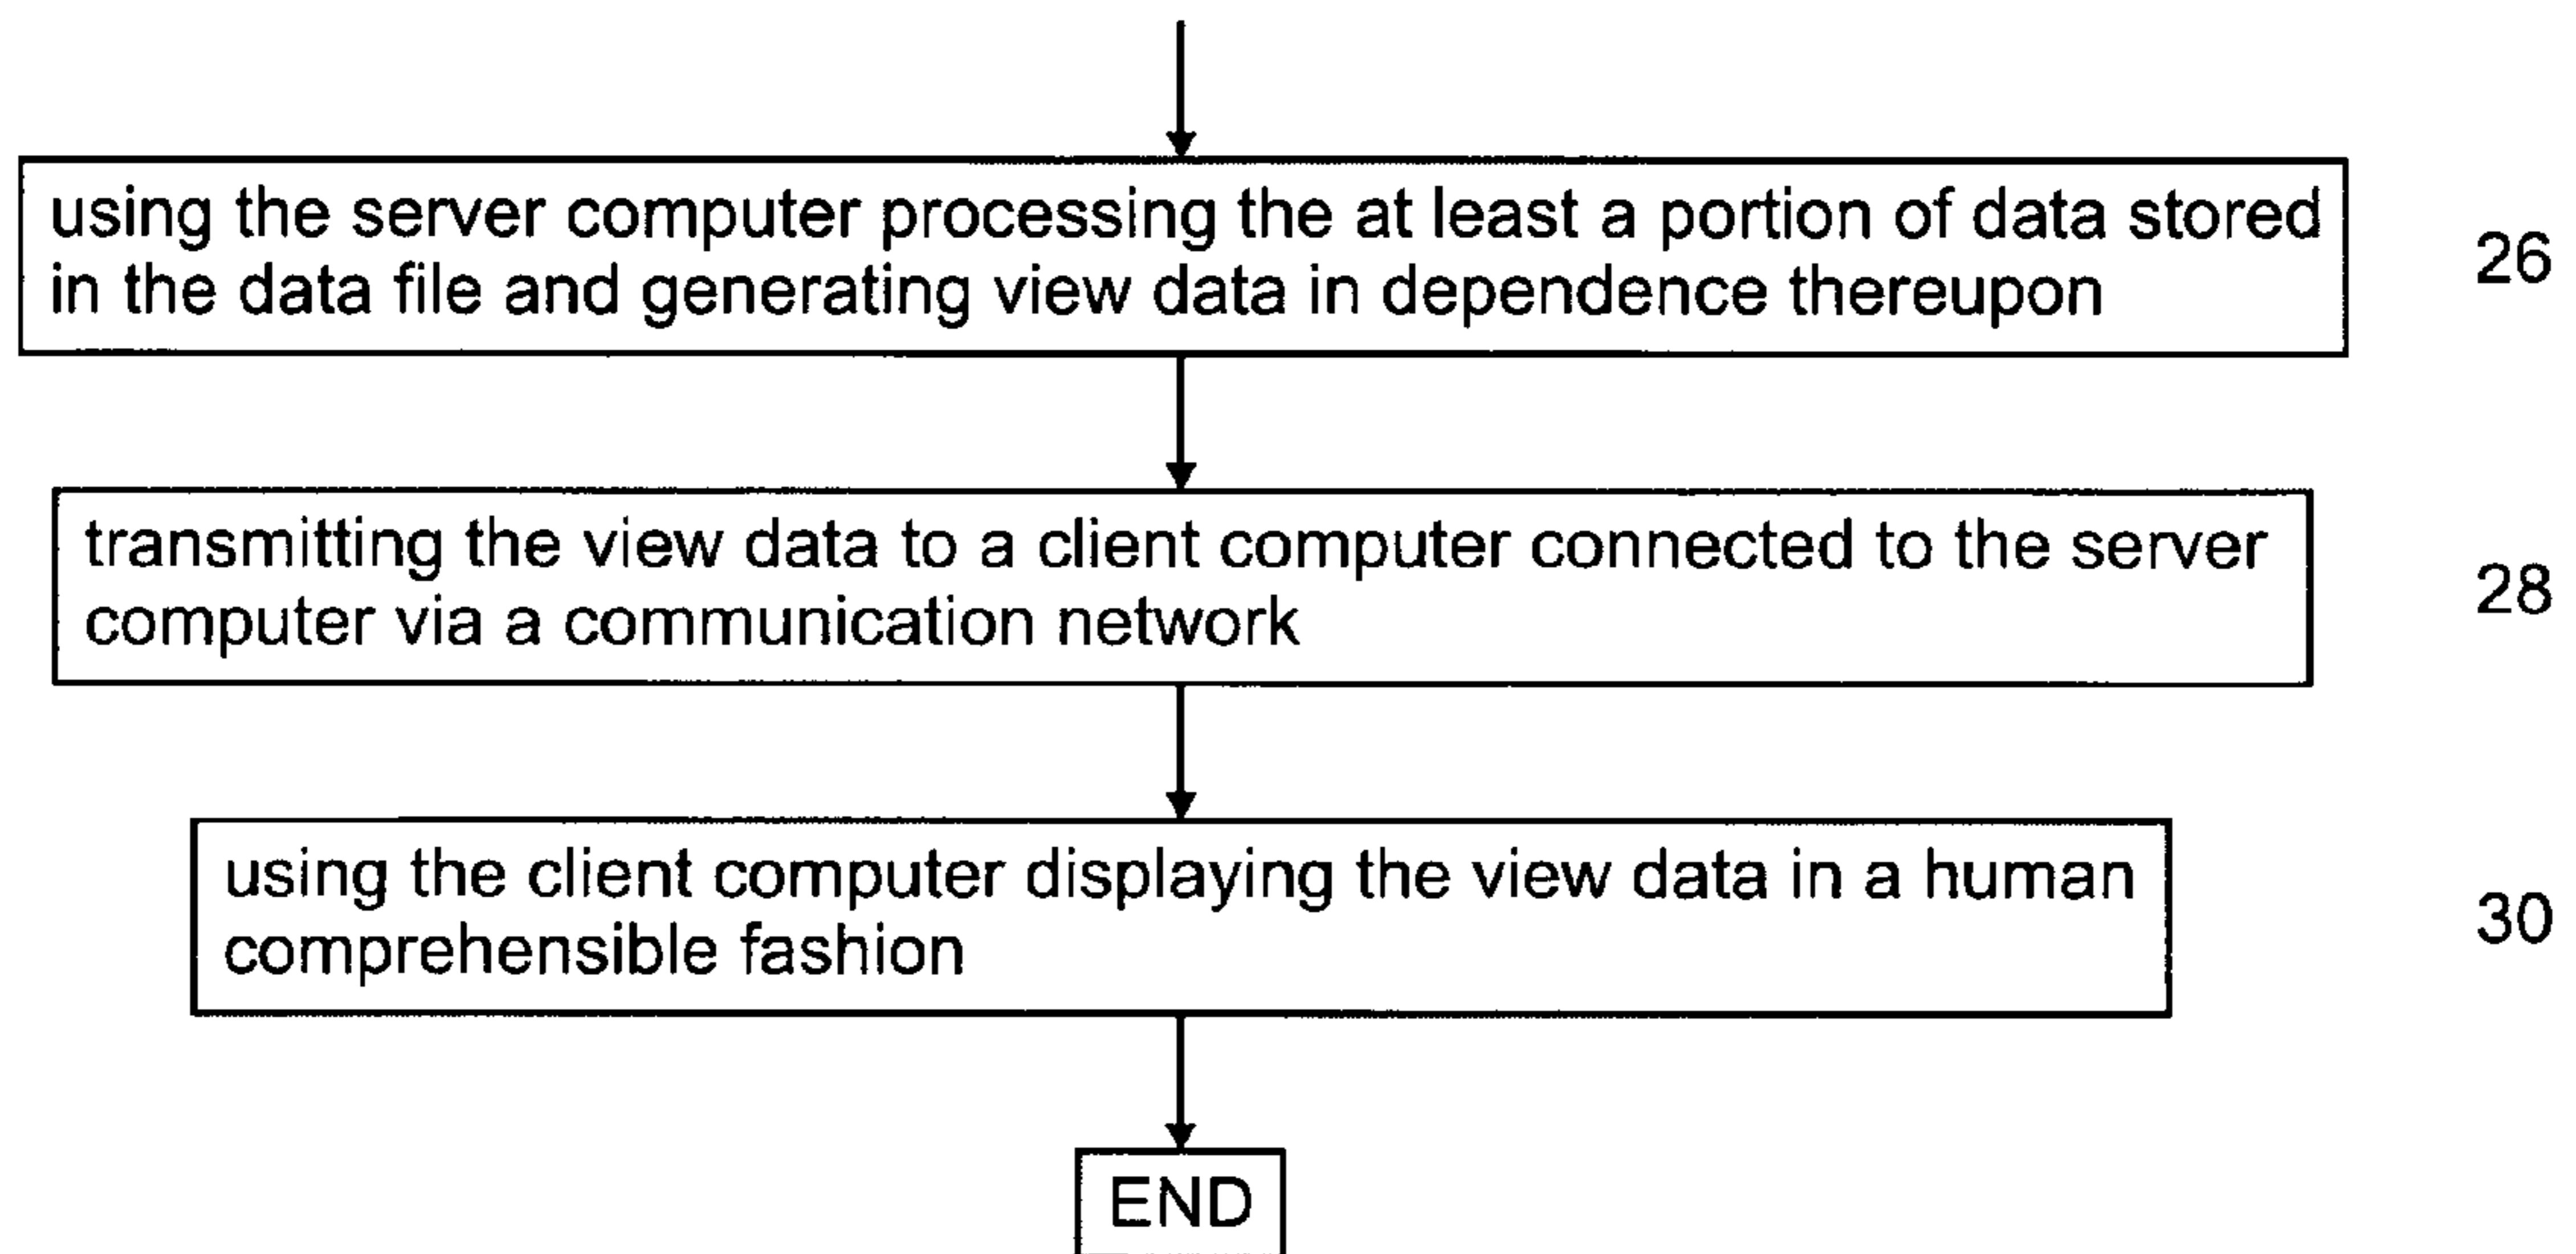 using the server computer processing the at least a portion of data stored
in the data file and generating view data in dependence thereupon
26
transmitting the view data to a client computer connected to the server
computer via a communication network
28
using the client computer displaying the view data in a human
comprehensible fashion
30
END